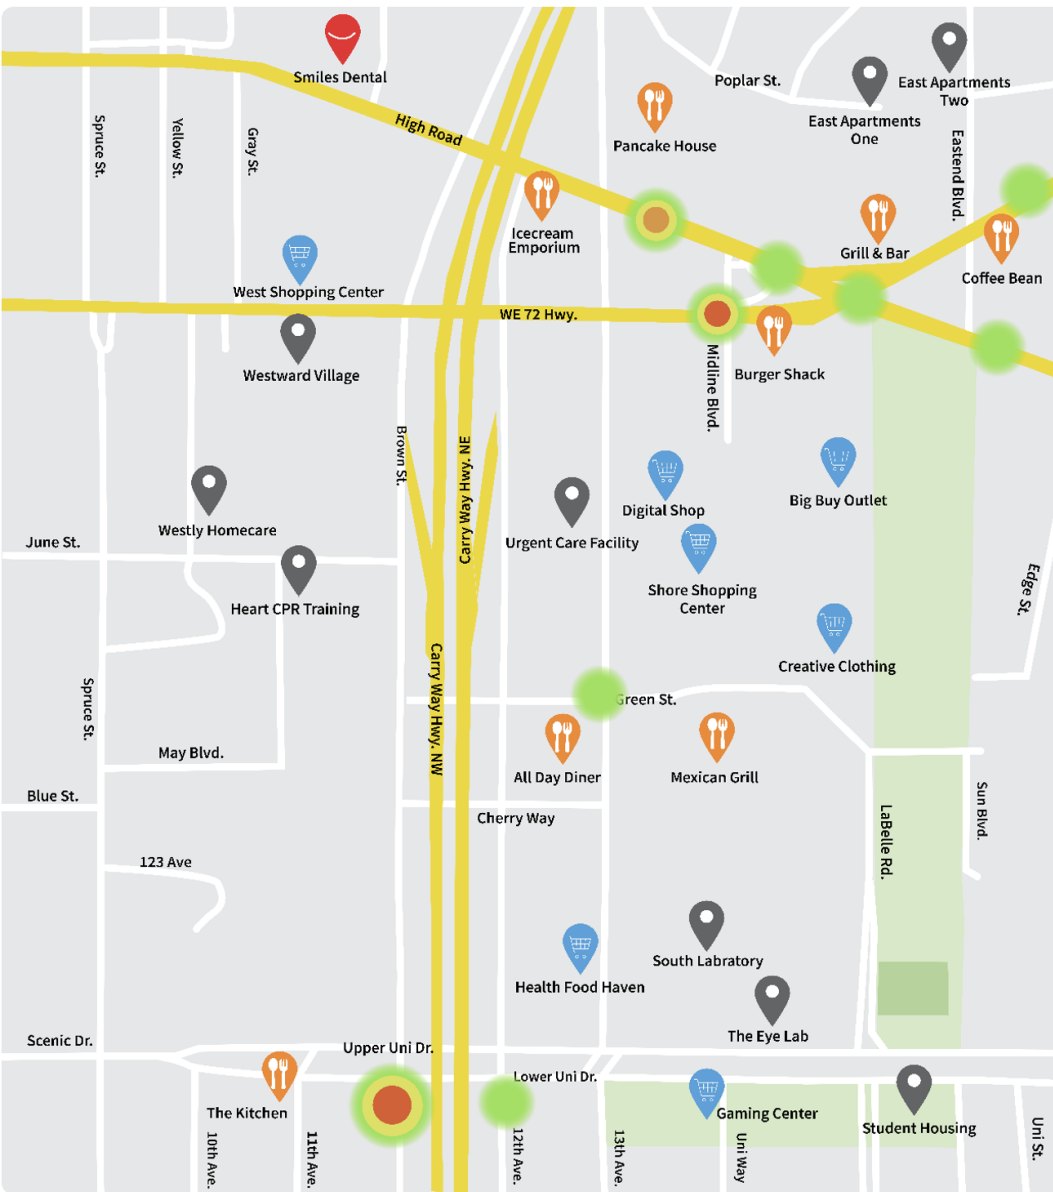 Smiles Dental
Poplar St.
East Apartments
Two
East Apartments
One
High Road
Pancake House
Spruce St.
Yellow St.
Gray St.
Eastend Blvd.
Icecream
Emporium
Grill & Bar
Coffee Bean
West Shopping Center
WE 72 Hwy.
Westward Village
Midline Blvd.
Burger Shack
Brown St.
Carry Way Hwy. NE
Digital Shop
Big Buy Outlet
Westly Homecare
Urgent Care Facility
June St.
Shore Shopping
Center
Edge St.
Heart CPR Training
Creative Clothing
Carry Way Hwy. NW
Spruce St.
Green St.
May Blvd.
All Day Diner
Mexican Grill
Blue St.
Cherry Way
Sun Blvd.
LaBelle Rd.
123 Ave
South Labratory
Health Food Haven
The Eye Lab
Scenic Dr.
Upper Uni Dr.
Lower Uni Dr.
The Kitchen
Gaming Center
Student Housing
10th Ave.
11th Ave.
12th Ave.
13th Ave.
Uni Way
Uni St.